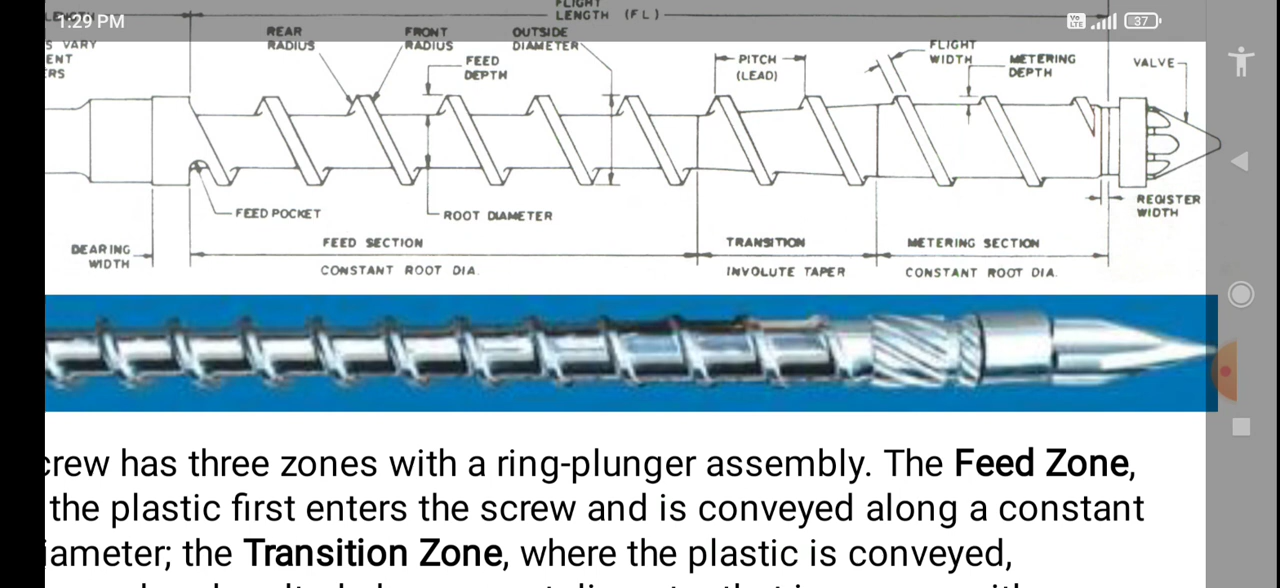 1:29 PM
37
FLIGHT
LENGTH (FL)
S VARY
ENT
ERS
REAR
RADIUS
FRONT
RADIUS
OUTSIDE
DIAMETER
FEED
DEPTH
PITCH
(LEAD)
FLIGHT
WIDTH
METERING
DEPTH
VALVE
FEED POCKET
ROOT DIAMETER
REGISTER
WIDTH
BEARING
WIDTH
FEED SECTION
CONSTANT ROOT DIA.
TRANSITION
INVOLUTE TAPER
METERING SECTION
CONSTANT ROOT DIA.
crew has three zones with a ring-plunger assembly. The Feed Zone,
the plastic first enters the screw and is conveyed along a constant
iameter; the Transition Zone, where the plastic is conveyed,